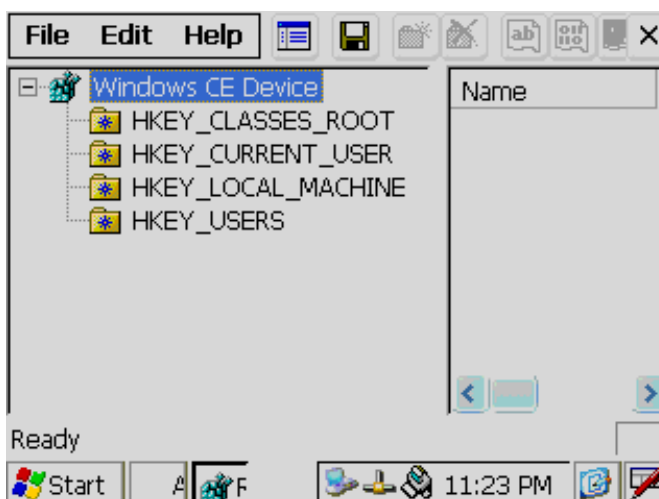 File Edit Help
Windows CE Device
HKEY_CLASSES_ROOT
HKEY_CURRENT_USER
HKEY_LOCAL_MACHINE
HKEY_USERS
Name
Ready
Start A F 11:23 PM